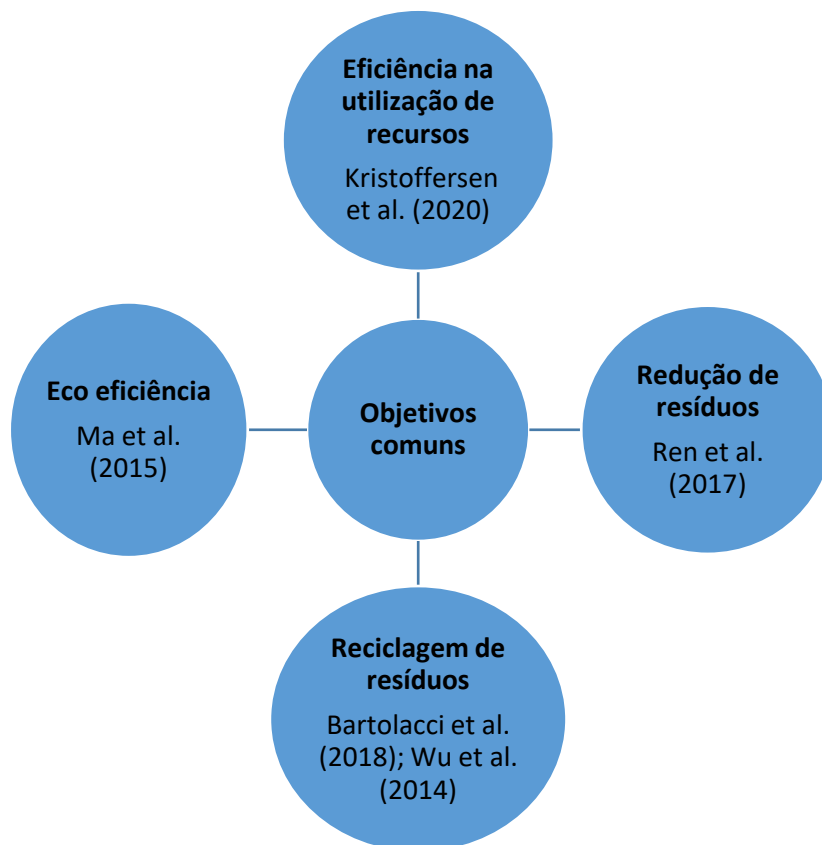 Eficiência na
utilização de
recursos
Kristoffersen
et al. (2020)
Eco eficiência
Ma et al.
(2015)
Objetivos
comuns
Redução de
resíduos
Ren et al.
(2017)
Reciclagem de
resíduos
Bartolacci et al.
(2018); Wu et al.
(2014)